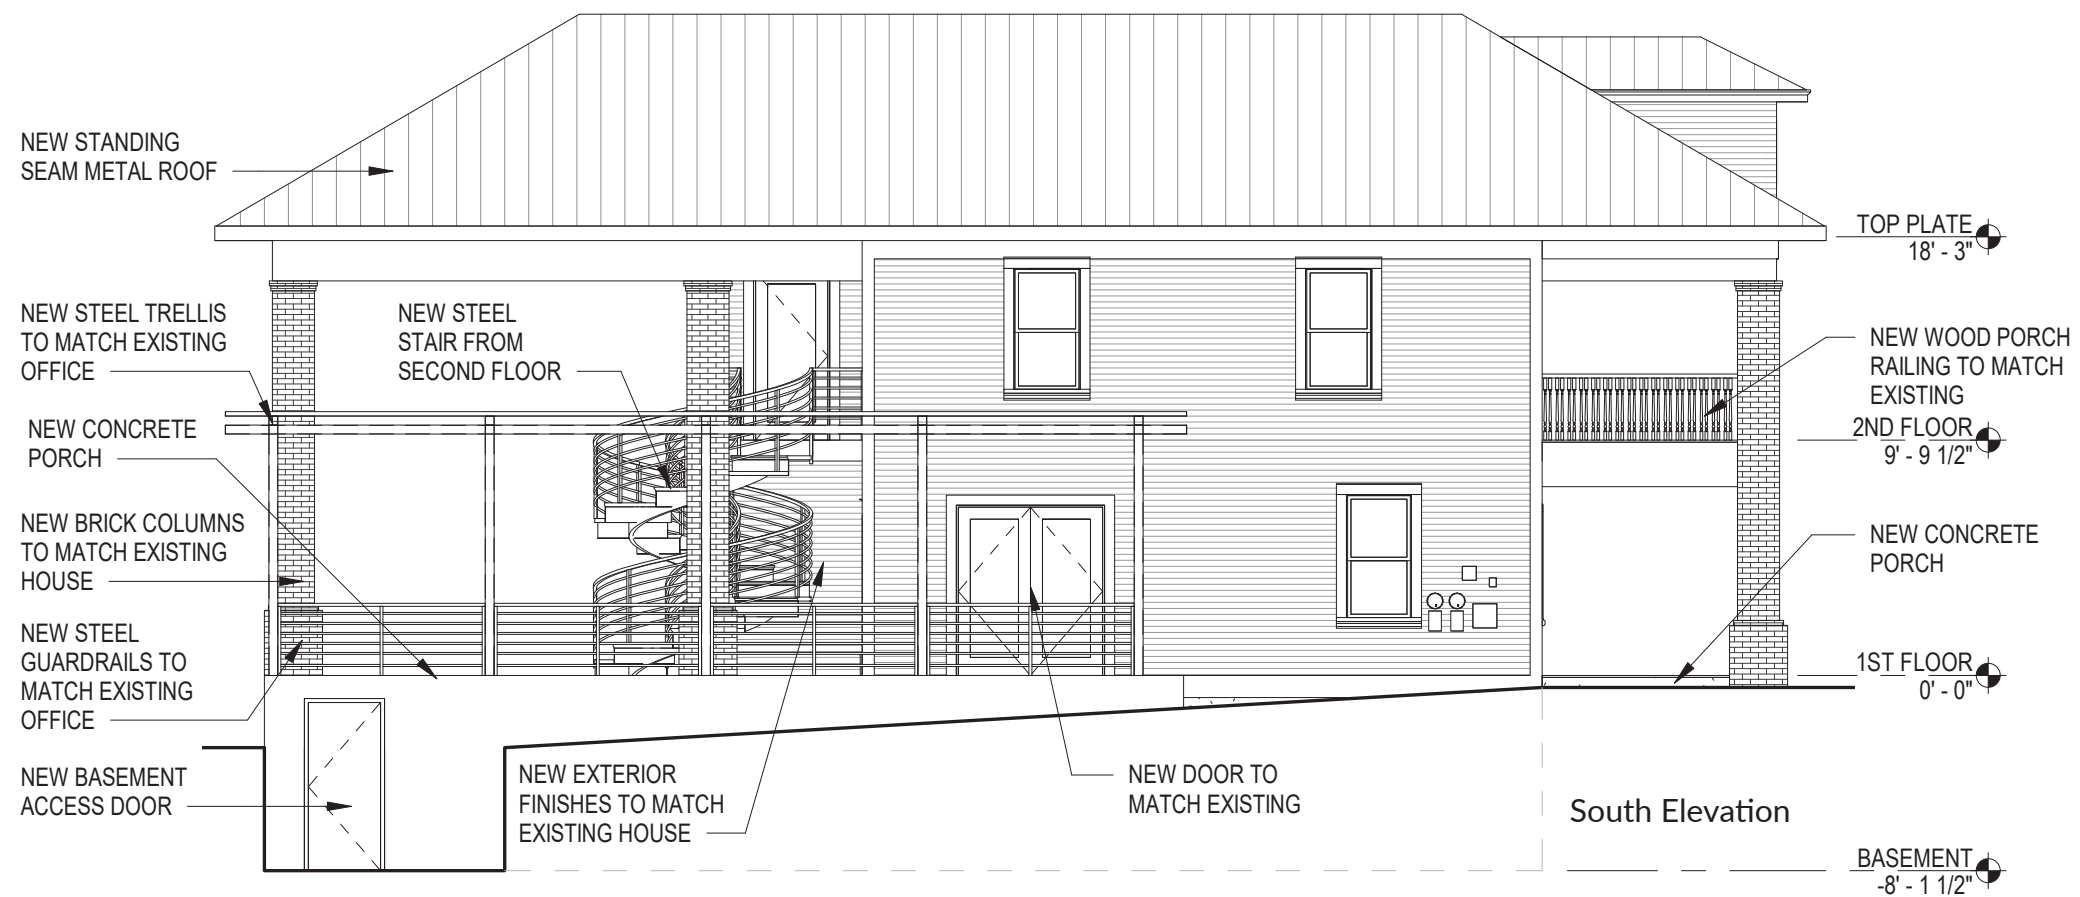 NEW STANDING
SEAM METAL ROOF
TOP PLATE
18' - 3"
NEW STEEL TRELLIS
TO MATCH EXISTING
OFFICE
NEW STEEL
STAIR FROM
SECOND FLOOR
NEW WOOD PORCH
RAILING TO MATCH
EXISTING
NEW CONCRETE
PORCH
2ND FLOOR
9' - 9 1/2"
NEW BRICK COLUMNS
TO MATCH EXISTING
HOUSE
NEW CONCRETE
PORCH
NEW STEEL
GUARDRAILS TO
MATCH EXISTING
OFFICE
1ST FLOOR
0' - 0"
NEW BASEMENT
ACCESS DOOR
NEW EXTERIOR
FINISHES TO MATCH
EXISTING HOUSE
NEW DOOR TO
MATCH EXISTING
South Elevation
BASEMENT
-8' - 1 1/2"